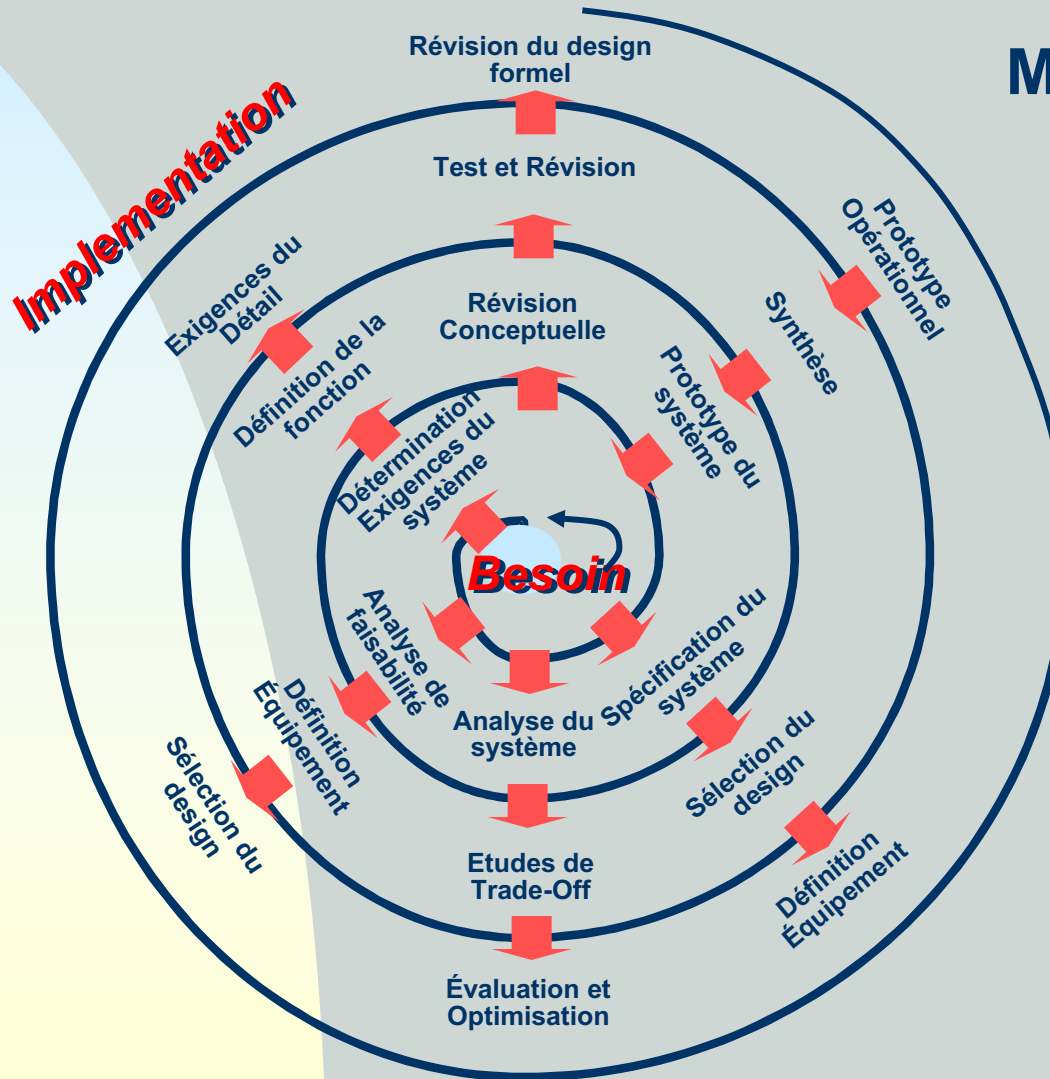 Révision du design
formel
M
Implementation
Test et Révision
Prototype
Opérationnel
Exigences du
Détail
Révision
Conceptuelle
Synthèse
Définition de la
fonction
Prototype du
système
Détermination
Exigences du
système
Besoin
Analyse de
faisabilité
Spécification du
système
Définition
Équipement
Analyse du
système
Sélection du
design
Sélection du
design
Etudes de
Trade-Off
Définition
Équipement
Évaluation et
Optimisation